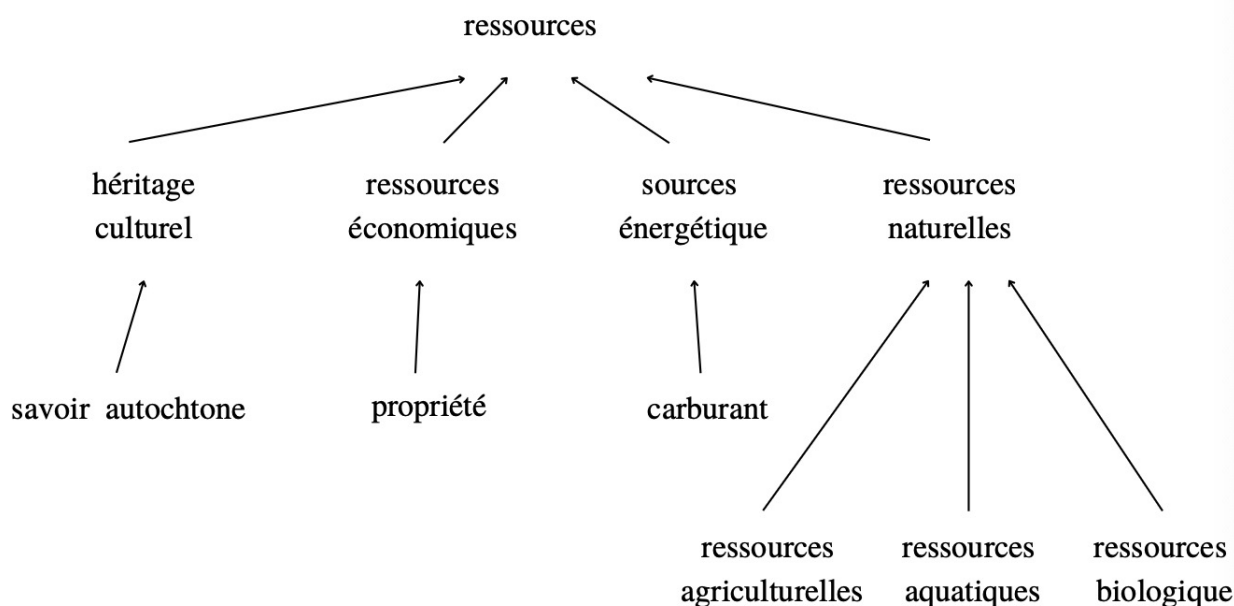 ressources
héritage
culturel
ressources
économiques
sources
énergétique
ressources
naturelles
savoir autochtone
propriété
carburant
ressources
agriculturelles
ressources
aquatiques
ressources
biologique